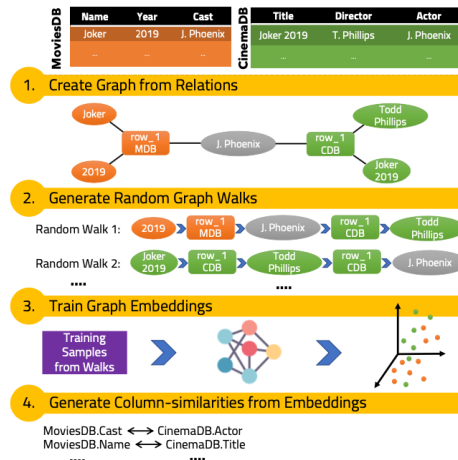 MoviesDB
Name Year Cast
Joker 2019 J. Phoenix
... ... ...
CinemaDB
Title Director Actor
Joker 2019 T. Phillips J. Phoenix
... ... ...
1. Create Graph from Relations
Joker
2019
row_1
MDB
J. Phoenix
row_1
CDB
Todd
Phillips
Joker
2019
2. Generate Random Graph Walks
Random Walk 1:
2019
row_1
MDB
J. Phoenix
row_1
CDB
Todd
Phillips
Random Walk 2:
Joker
2019
row_1
CDB
Todd
Phillips
row_1
CDB
J. Phoenix
.... ....
3. Train Graph Embeddings
Training
Samples
from Walks
4. Generate Column-similarities from Embeddings
MoviesDB.Cast ⟷ CinemaDB.Actor
MoviesDB.Name ⟷ CinemaDB.Title
.... ....